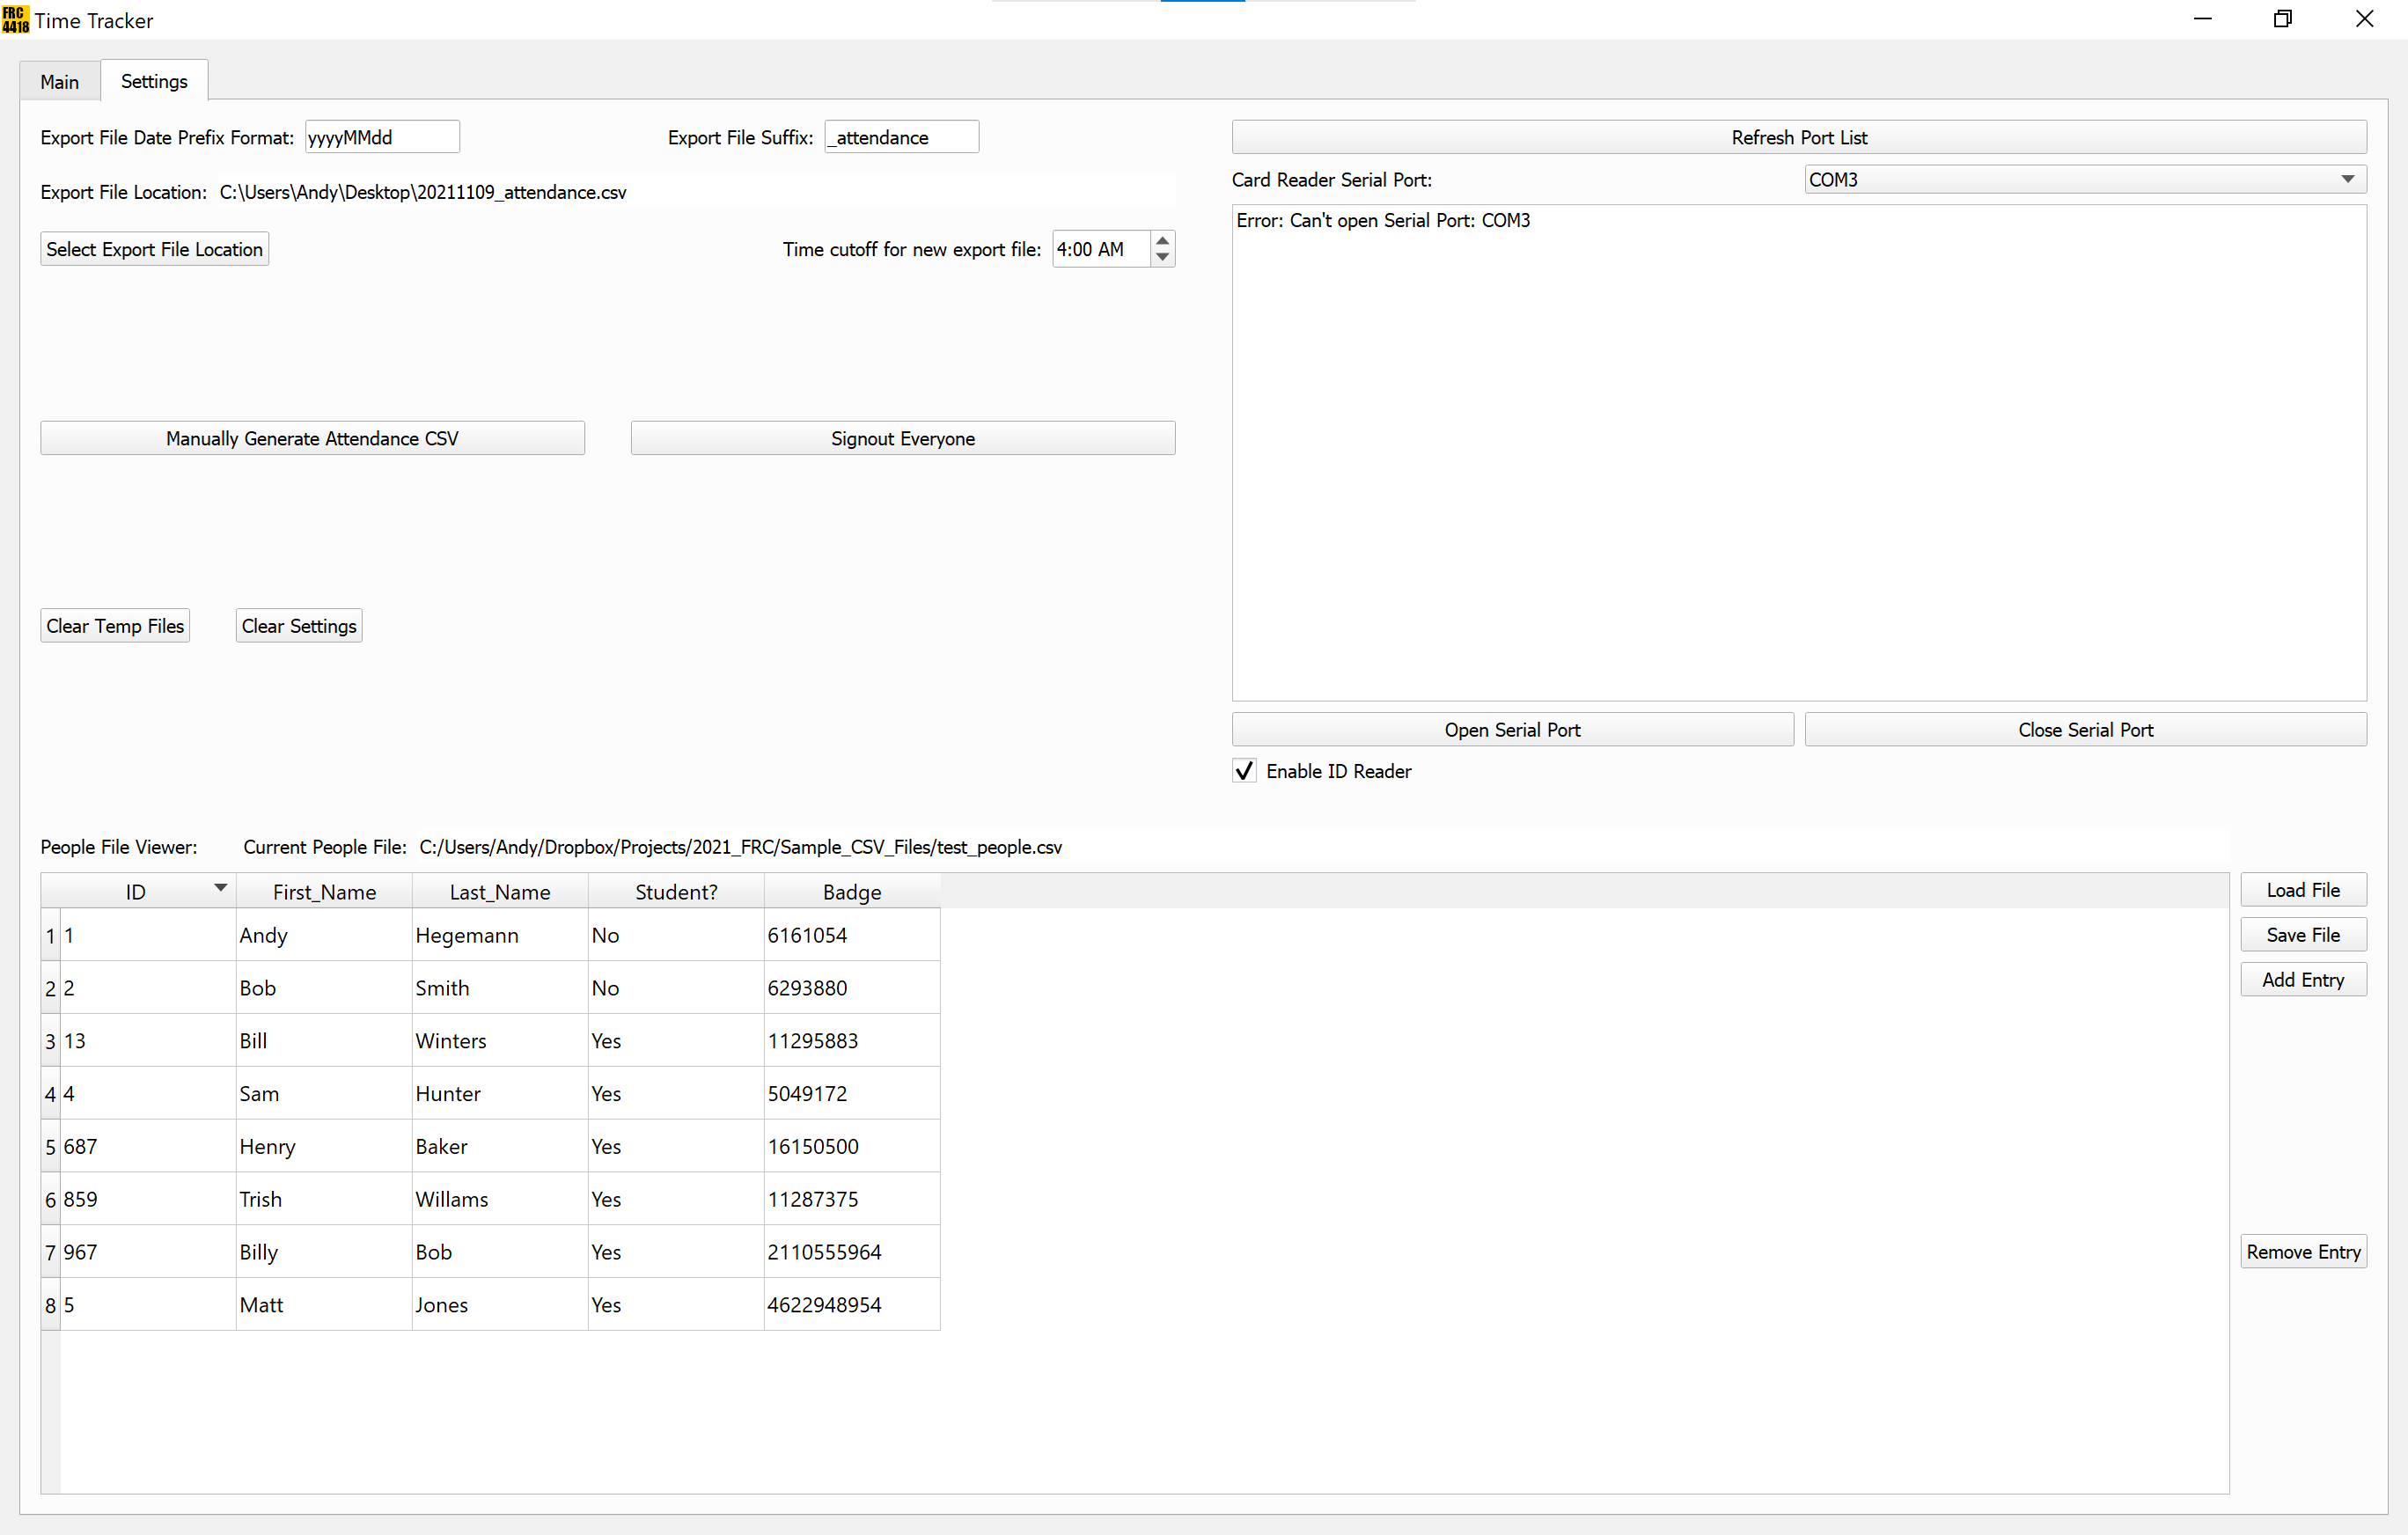 FRC
4418
Time Tracker
Main
Settings
Export File Date Prefix Format: yyyyMMdd
Export File Suffix: _attendance
Export File Location: C:\Users\Andy\Desktop\20211109_attendance.csv
Select Export File Location
Time cutoff for new export file: 4:00 AM
Manually Generate Attendance CSV
Signout Everyone
Clear Temp Files
Clear Settings
Refresh Port List
Card Reader Serial Port: COM3
Error: Can't open Serial Port: COM3
Open Serial Port
Close Serial Port
Enable ID Reader
People File Viewer: Current People File: C:/Users/Andy/Dropbox/Projects/2021_FRC/Sample_CSV_Files/test_people.csv
ID First_Name Last_Name Student? Badge
1 1 Andy Hegemann No 6161054
2 2 Bob Smith No 6293880
3 13 Bill Winters Yes 11295883
4 4 Sam Hunter Yes 5049172
5 687 Henry Baker Yes 16150500
6 859 Trish Willams Yes 11287375
7 967 Billy Bob Yes 2110555964
8 5 Matt Jones Yes 4622948954
Load File
Save File
Add Entry
Remove Entry